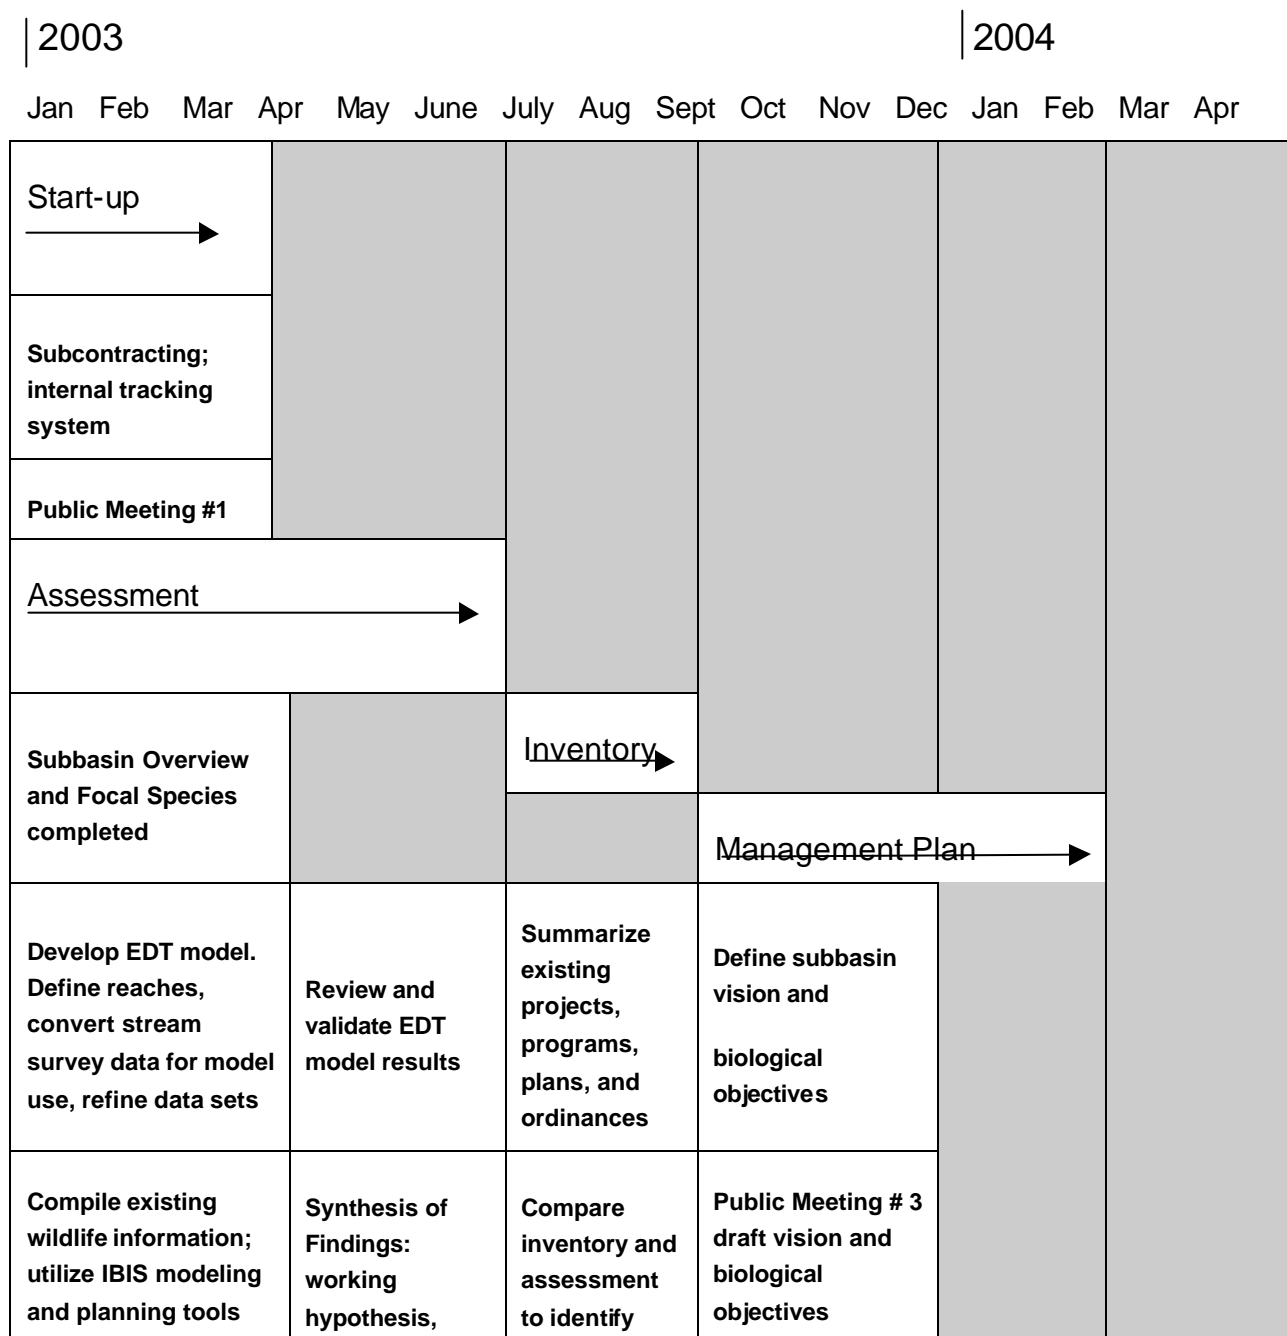 2003 2004
Jan Feb Mar Apr May June July Aug Sept Oct Nov Dec Jan Feb Mar Apr
Start-up
Subcontracting;
internal tracking
system
Public Meeting #1
Assessment
Subbasin Overview
and Focal Species
completed
Inventory
Management Plan
Develop EDT model.
Define reaches,
convert stream
survey data for model
use, refine data sets
Review and
validate EDT
model results
Summarize
existing
projects,
programs,
plans, and
ordinances
Define subbasin
vision and
biological
objectives
Compile existing
wildlife information;
utilize IBIS modeling
and planning tools
Synthesis of
Findings:
working
hypothesis,
Compare
inventory and
assessment
to identify
Public Meeting # 3
draft vision and
biological
objectives